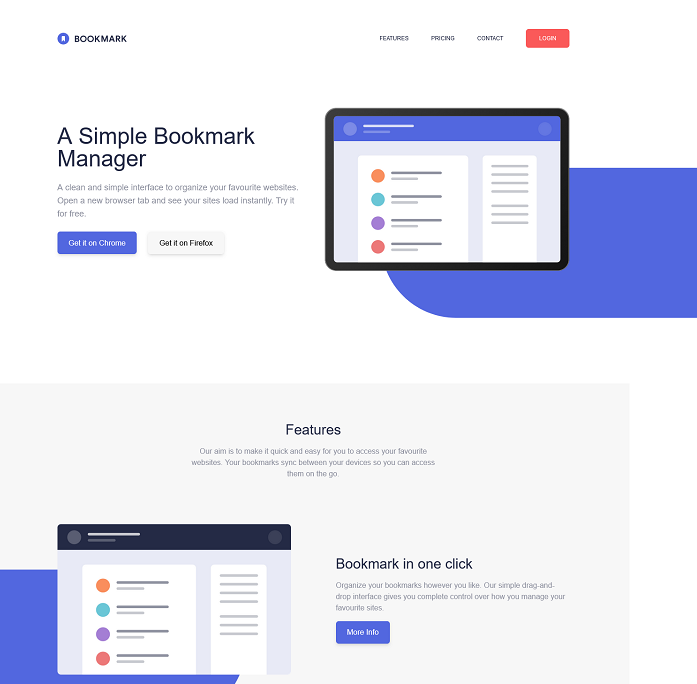 BOOKMARK
FEATURES
PRICING
CONTACT
LOGIN
A Simple Bookmark
Manager
A clean and simple interface to organize your favourite websites.
Open a new browser tab and see your sites load instantly. Try it
for free.
Get it on Chrome
Get it on Firefox
Features
Our aim is to make it quick and easy for you to access your favourite
websites. Your bookmarks sync between your devices so you can access
them on the go.
Bookmark in one click
Organize your bookmarks however you like. Our simple drag-and-
drop interface gives you complete control over how you manage your
favourite sites.
More Info